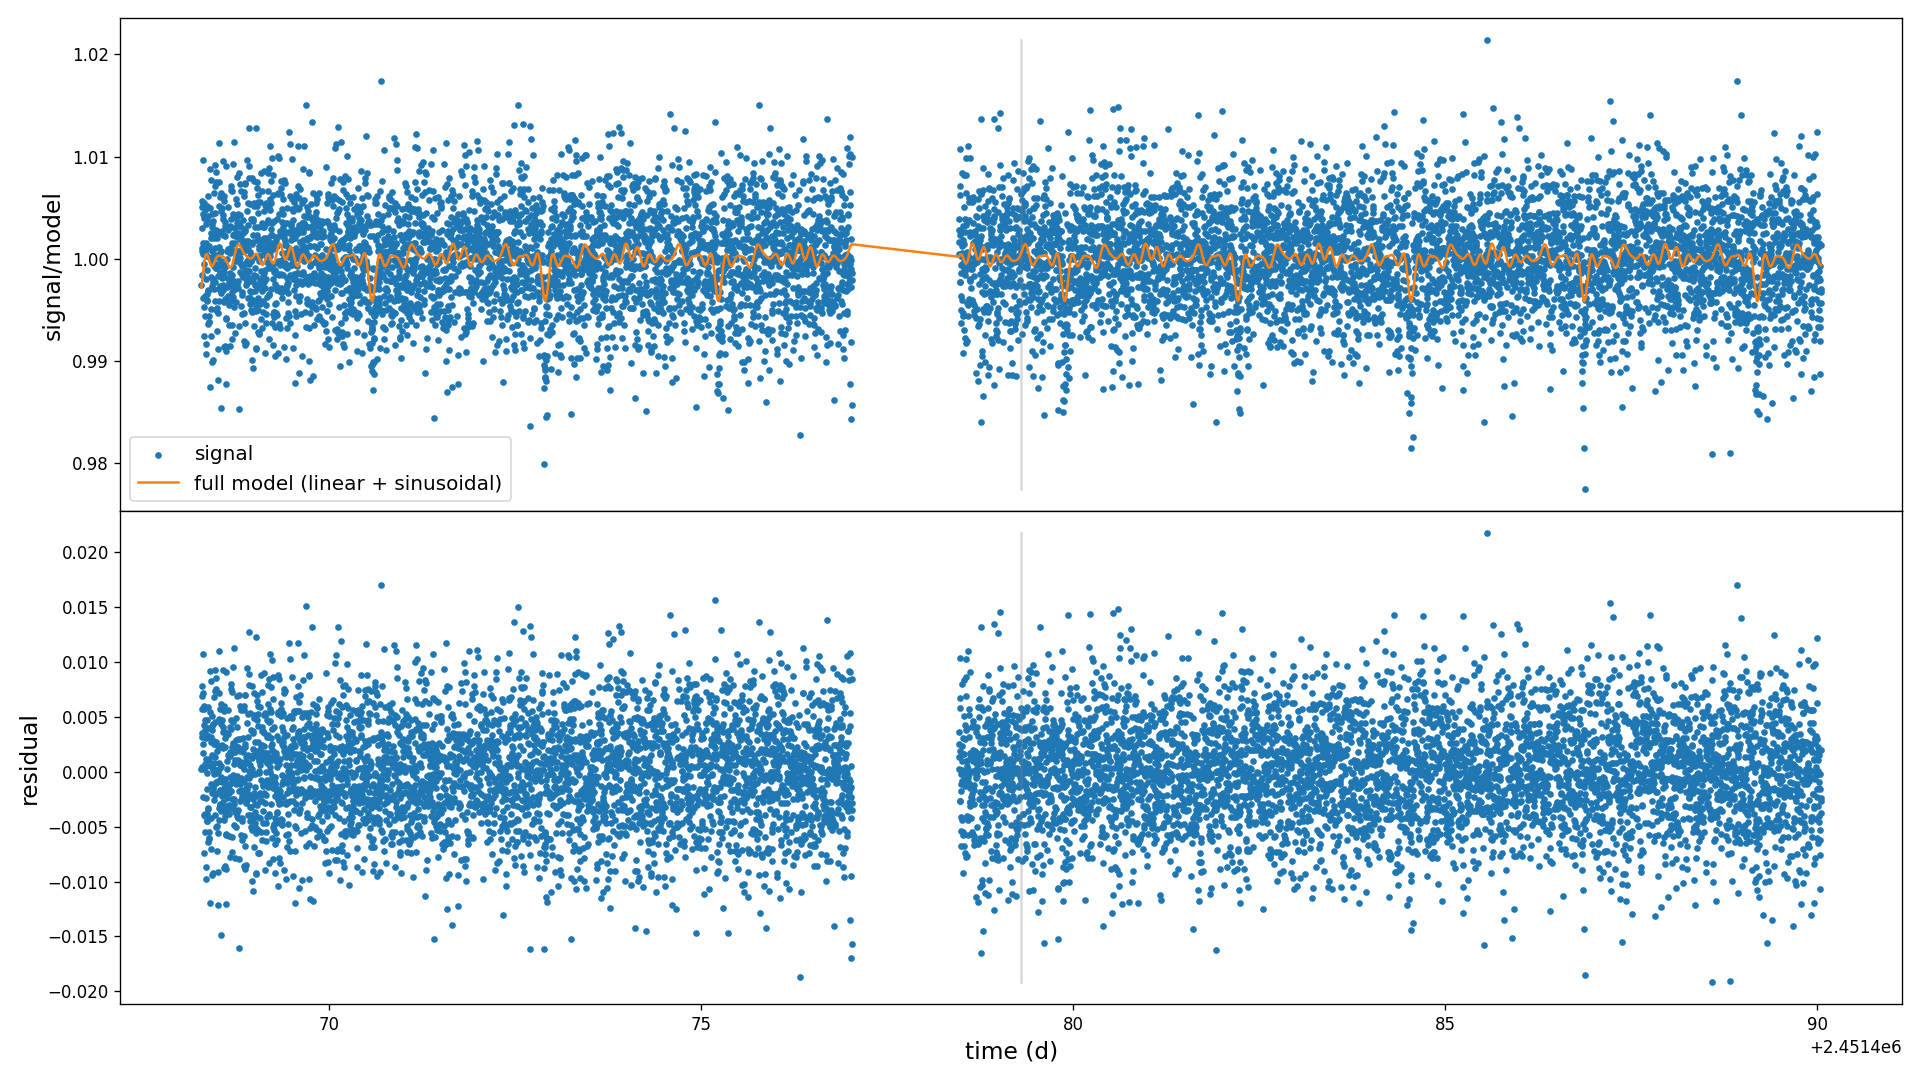 1.02
1.01
1.00
0.99
0.98
signal/model
signal
full model (linear + sinusoidal)
0.020
0.015
0.010
0.005
0.000
−0.005
−0.010
−0.015
−0.020
residual
70 75 80 85 90
time (d)
+2.4514e6